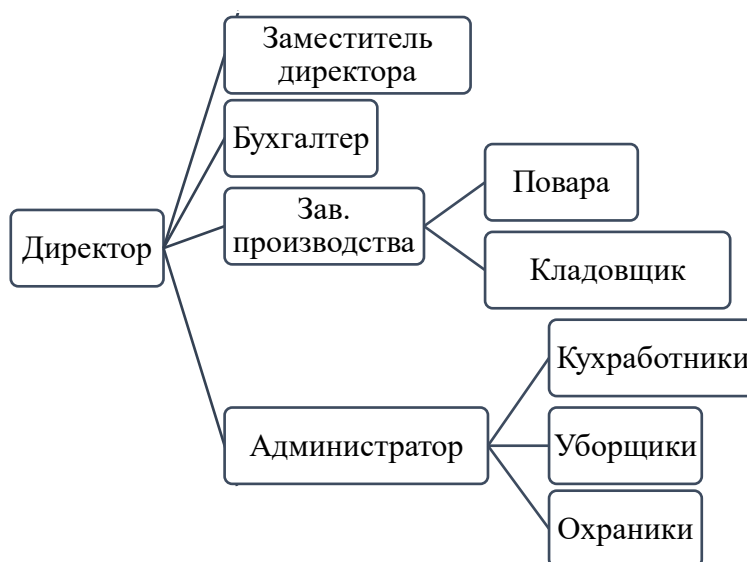 Заместитель
директора
Бухгалтер
Зав.
производства
Повара
Кладовщик
Директор
Администратор
Кухработники
Уборщики
Охраники